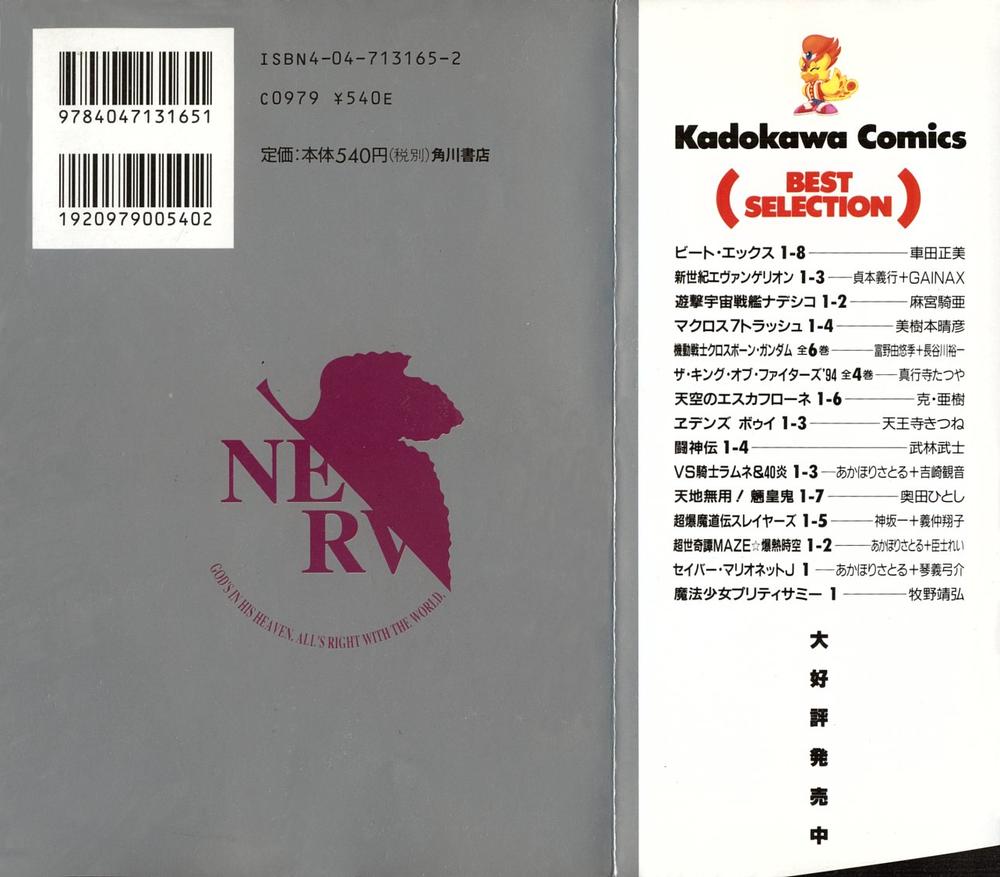 9784047131651
1920979005402
ISBN4-04-713165-2
C0979 ¥540E
定価:本体540円(税別)角川書店
NERV
GOD'S IN HIS HEAVEN. ALL'S RIGHT WITH THE WORLD.
Kadokawa Comics
(BEST
SELECTION)
ビート・エックス 1-8 車田正美
新世紀エヴァンゲリオン 1-3 貞本義行+GAINAX
遊撃宇宙戦艦ナデシコ 1-2 麻宮騎亜
マクロス7トラッシュ 1-4 美樹本晴彦
機動戦士クロスボーン・ガンダム 全6巻 富野由悠季+長谷川裕一
ザ・キング・オブ・ファイターズ'94 全4巻 真行寺たつや
天空のエスカフローネ 1-6 克・亜樹
ヱデンズ ボゥイ 1-3 天王寺きつね
闘神伝 1-4 武林武士
VS騎士ラムネ&40炎 1-3 あかほりさとる+吉崎観音
天地無用!魎皇鬼 1-7 奥田ひとし
超爆魔道伝スレイヤーズ 1-5 神坂一+義仲翔子
超世奇譚MAZE☆爆熱時空 1-2 あかほりさとる+臣士れい
セイバー・マリオネットJ 1 あかほりさとる+琴義弓介
魔法少女プリティサミー 1 牧野靖弘
大好評発売中